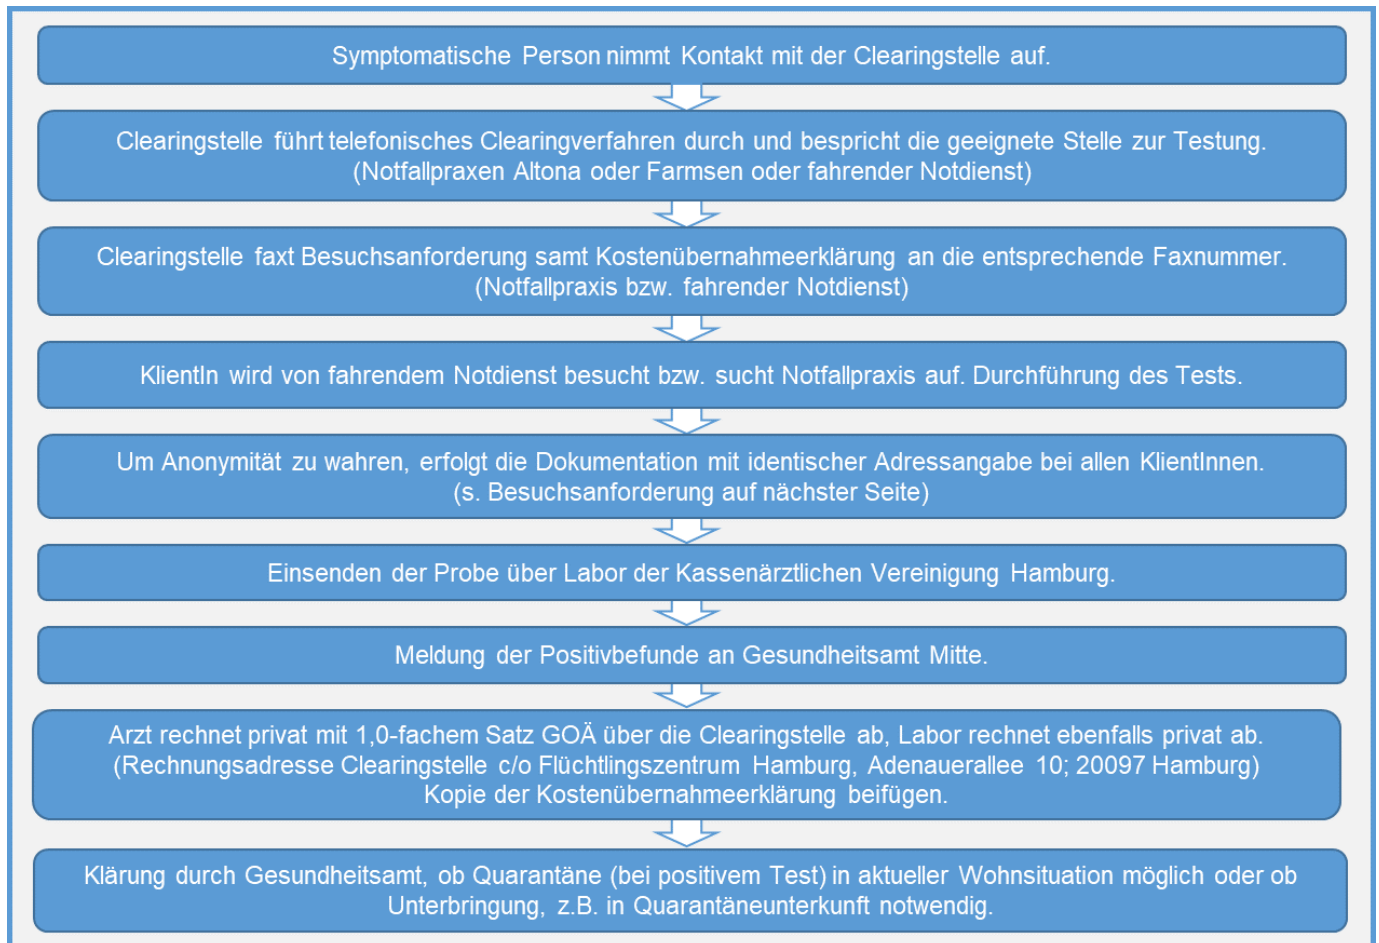 Symptomatische Person nimmt Kontakt mit der Clearingstelle auf.
Clearingstelle führt telefonisches Clearingverfahren durch und bespricht die geeignete Stelle zur Testung.
(Notfallpraxen Altona oder Farmsen oder fahrender Notdienst)
Clearingstelle faxt Besuchsanforderung samt Kostenübernahmeerklärung an die entsprechende Faxnummer.
(Notfallpraxis bzw. fahrender Notdienst)
KlientIn wird von fahrendem Notdienst besucht bzw. sucht Notfallpraxis auf. Durchführung des Tests.
Um Anonymität zu wahren, erfolgt die Dokumentation mit identischer Adressangabe bei allen KlientInnen.
(s. Besuchsanforderung auf nächster Seite)
Einsenden der Probe über Labor der Kassenärztlichen Vereinigung Hamburg.
Meldung der Positivbefunde an Gesundheitsamt Mitte.
Arzt rechnet privat mit 1,0-fachem Satz GOÄ über die Clearingstelle ab, Labor rechnet ebenfalls privat ab.
(Rechnungsadresse Clearingstelle c/o Flüchtlingszentrum Hamburg, Adenauerallee 10; 20097 Hamburg)
Kopie der Kostenübernahmeerklärung beifügen.
Klärung durch Gesundheitsamt, ob Quarantäne (bei positivem Test) in aktueller Wohnsituation möglich oder ob
Unterbringung, z.B. in Quarantäneunterkunft notwendig.